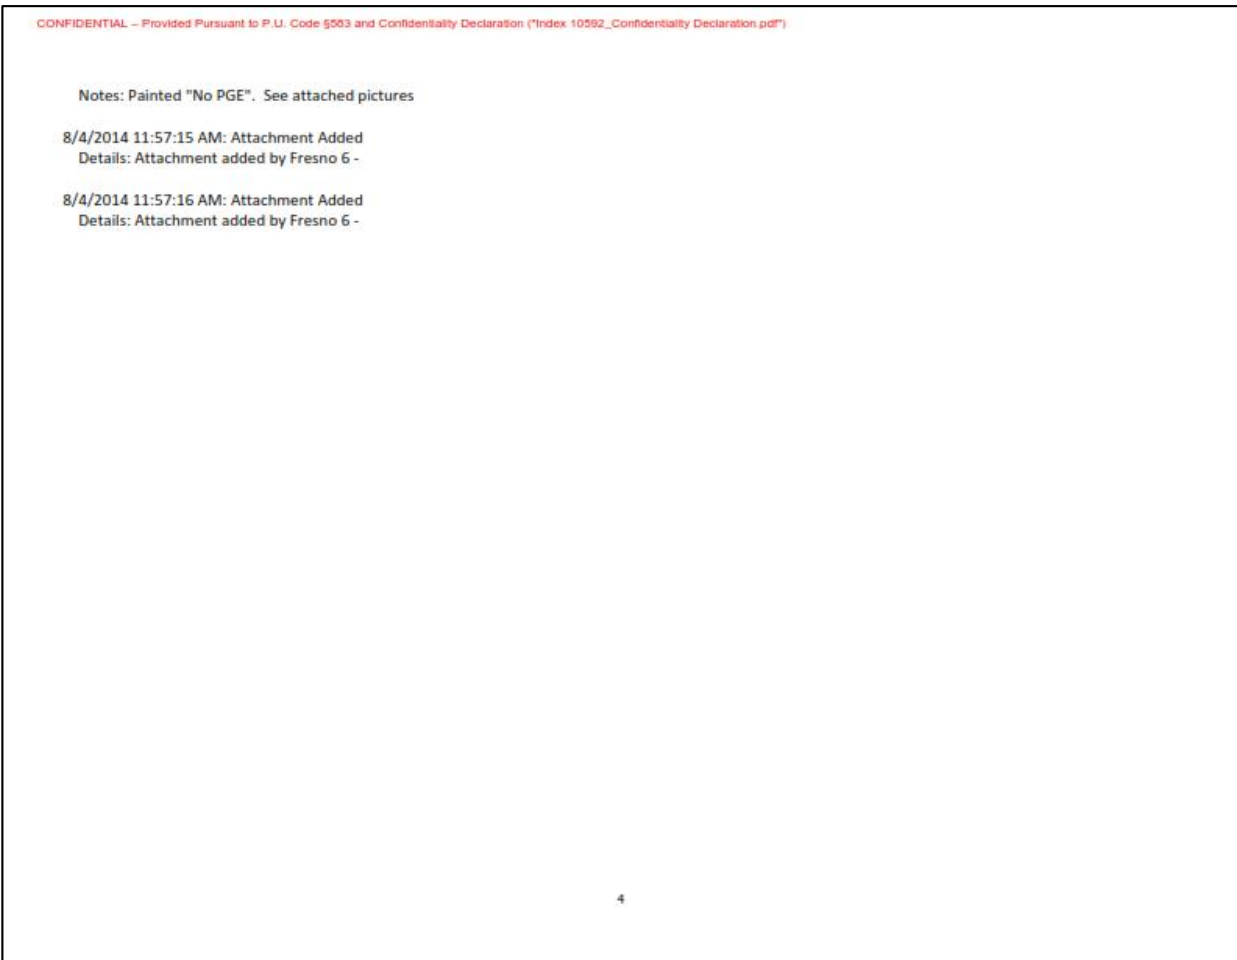 CONFIDENTIAL – Provided Pursuant to P.U. Code §583 and Confidentiality Declaration ("Index 10592_Confidentiality Declaration.pdf")
Notes: Painted "No PGE". See attached pictures
8/4/2014 11:57:15 AM: Attachment Added
Details: Attachment added by Fresno 6 -
8/4/2014 11:57:16 AM: Attachment Added
Details: Attachment added by Fresno 6 -
4